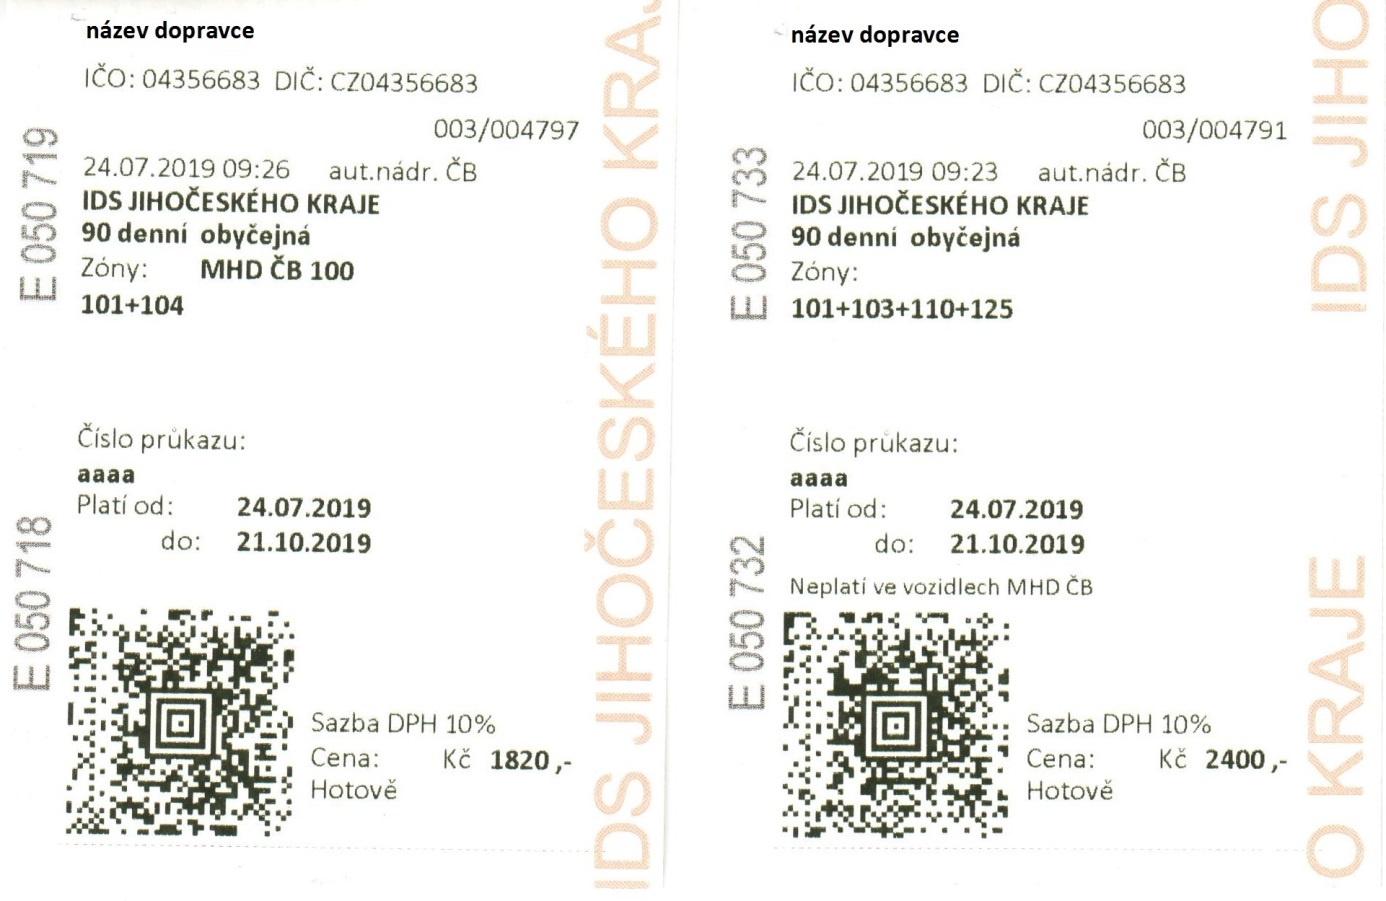 název dopravce
IČO: 04356683 DIČ: CZ04356683
003/004797
24.07.2019 09:26 aut.nádr. ČB
IDS JIHOČESKÉHO KRAJE
90 denní obyčejná
Zóny: MHD ČB 100
101+104
Číslo průkazu:
aaaa
Platí od: 24.07.2019
do: 21.10.2019
Sazba DPH 10%
Cena: Kč 1820,-
Hotově
E 050 719
E 050 718
IDS JIHOČESKÉHO KRAJ
název dopravce
IČO: 04356683 DIČ: CZ04356683
003/004791
24.07.2019 09:23 aut.nádr. ČB
IDS JIHOČESKÉHO KRAJE
90 denní obyčejná
Zóny:
101+103+110+125
Číslo průkazu:
aaaa
Platí od: 24.07.2019
do: 21.10.2019
Neplatí ve vozidlech MHD ČB
Sazba DPH 10%
Cena: Kč 2400,-
Hotově
E 050 733
E 050 732
IDS JIHO
O KRAJE